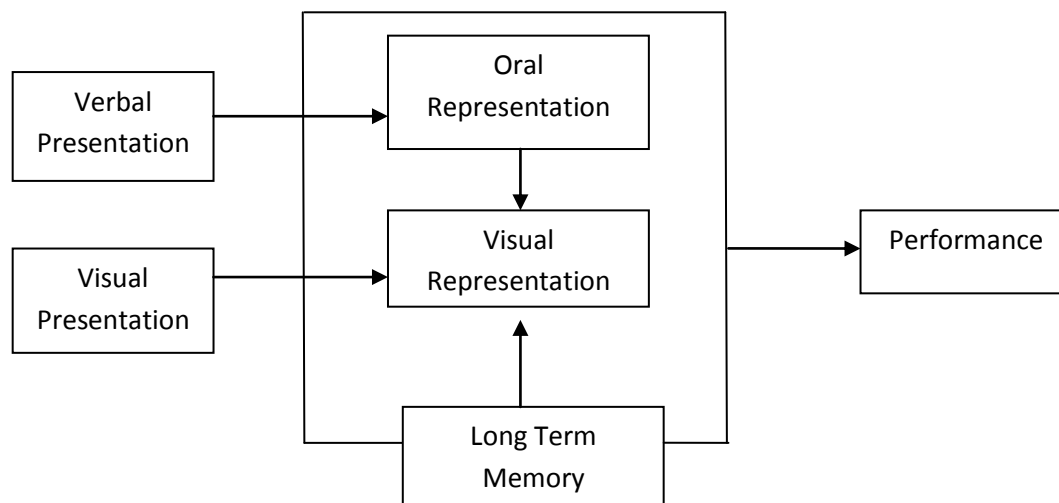 Oral
Representation
Verbal
Presentation
Visual
Representation
Performance
Visual
Presentation
Long Term
Memory